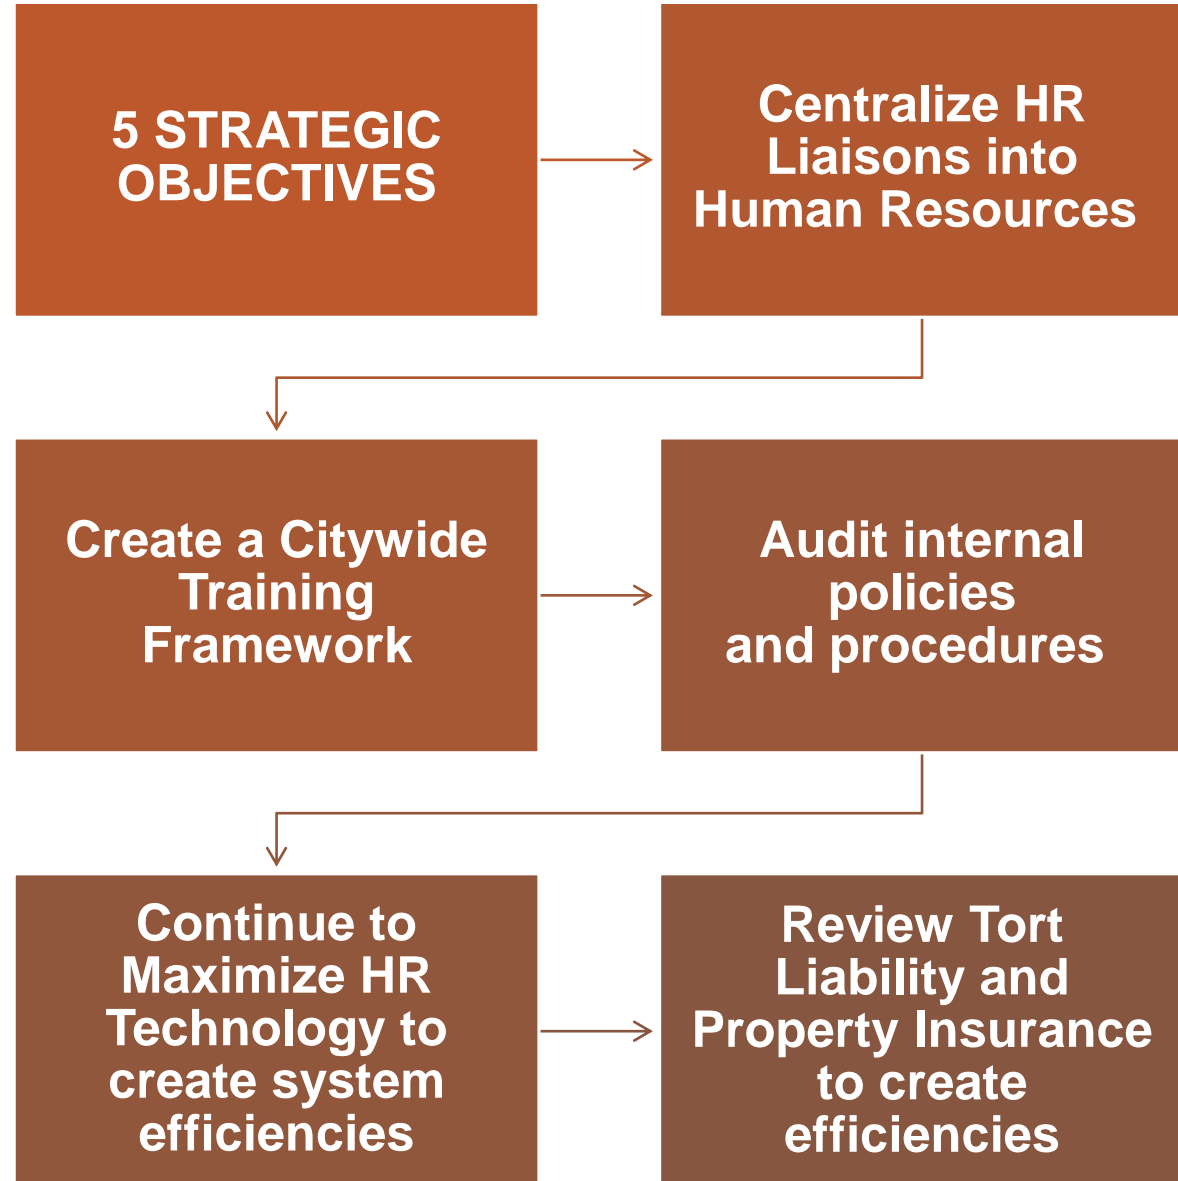 5 STRATEGIC
OBJECTIVES
Centralize HR
Liaisons into
Human Resources
Create a Citywide
Training
Framework
Audit internal
policies
and procedures
Continue to
Maximize HR
Technology to
create system
efficiencies
Review Tort
Liability and
Property Insurance
to create
efficiencies